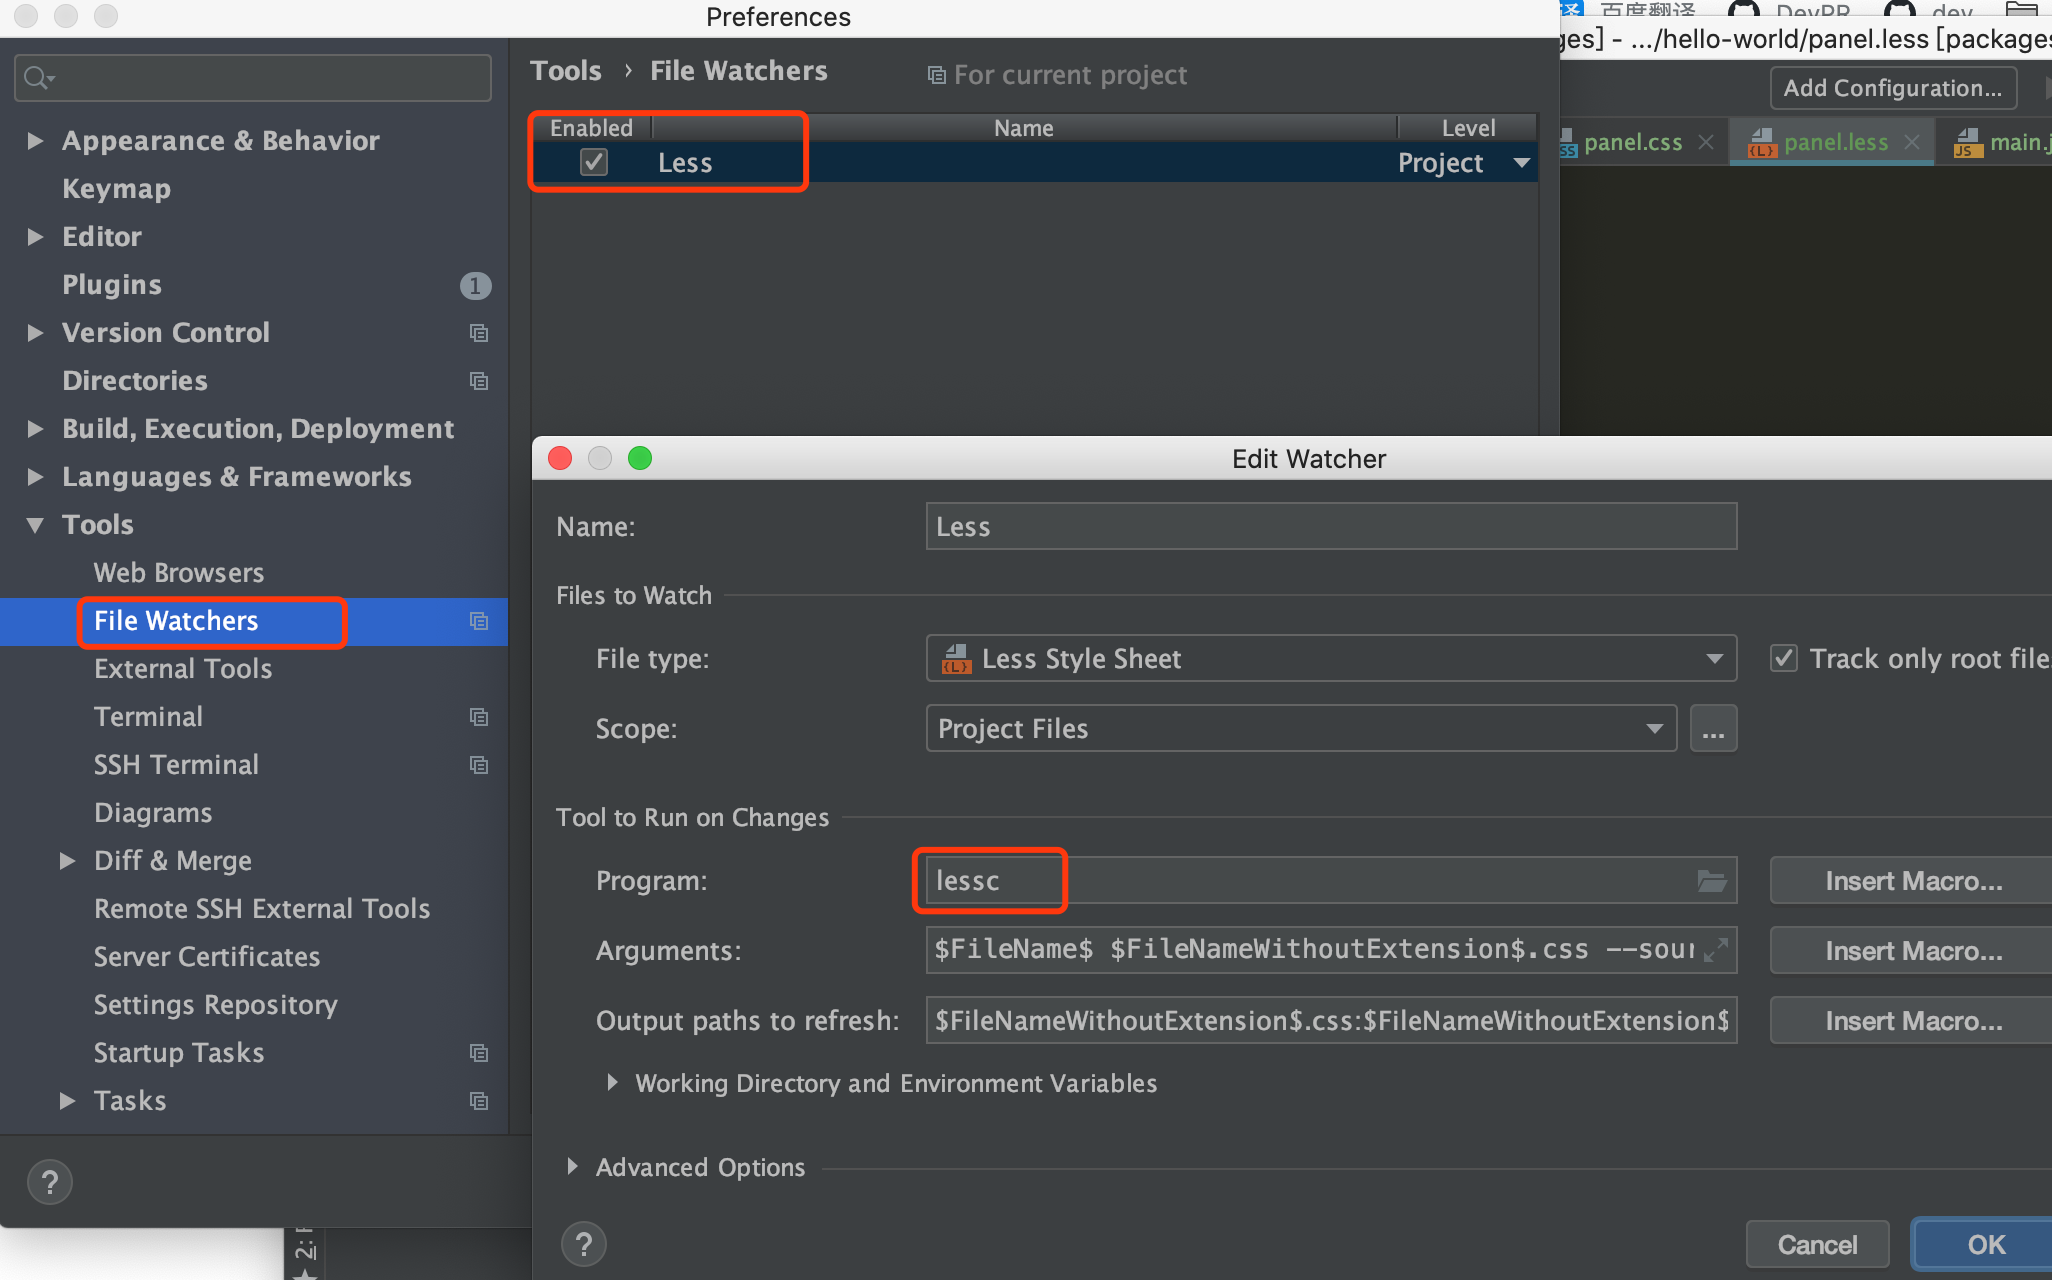 Preferences
百度翻译 DevPR dev
ges] - .../hello-world/panel.less [packages
Add Configuration...
panel.css
panel.less
main.j
Tools › File Watchers
For current project
Enabled Name Level
Less Project
Appearance & Behavior
Keymap
Editor
Plugins 1
Version Control
Directories
Build, Execution, Deployment
Languages & Frameworks
Tools
Web Browsers
File Watchers
External Tools
Terminal
SSH Terminal
Diagrams
Diff & Merge
Remote SSH External Tools
Server Certificates
Settings Repository
Startup Tasks
Tasks
?
2:
Edit Watcher
Name: Less
Files to Watch
File type: {L} Less Style Sheet
Track only root file
Scope: Project Files ...
Tool to Run on Changes
Program: lessc Insert Macro...
Arguments: $FileName$ $FileNameWithoutExtension$.css --sour Insert Macro...
Output paths to refresh: $FileNameWithoutExtension$.css:$FileNameWithoutExtension$ Insert Macro...
Working Directory and Environment Variables
Advanced Options
?
Cancel OK